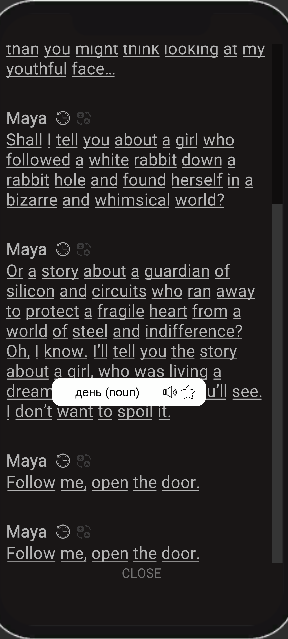 than you might think looking at my
youthful face...
Maya
Shall I tell you about a girl who
followed a white rabbit down a
rabbit hole and found herself in a
bizarre and whimsical world?
Maya
Or a story about a guardian of
silicon and circuits who ran away
to protect a fragile heart from a
world of steel and indifference?
Oh, I know. I'll tell you the story
about a girl, who was living a
dream u'll see.
день (noun)
I don't want to spoil it.
Maya
Follow me, open the door.
Maya
Follow me, open the door.
CLOSE